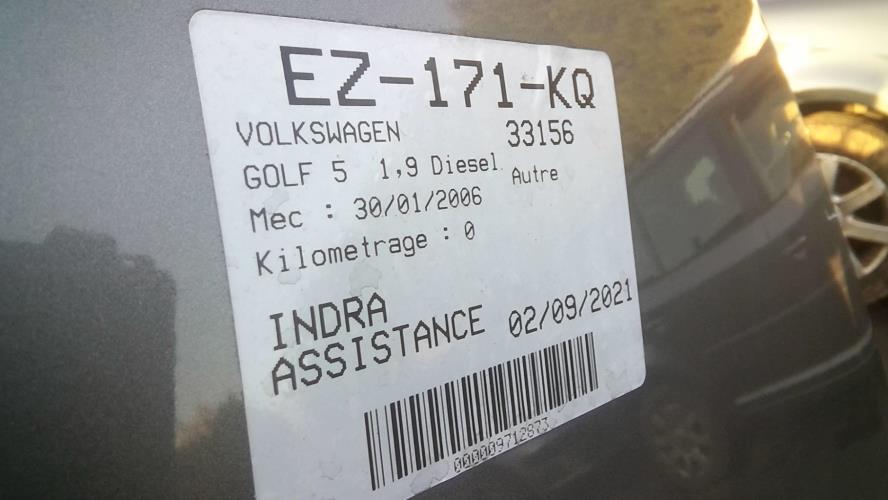 EZ-171-KQ
VOLKSWAGEN 33156
GOLF 5 1,9 Diesel Autre
Mec : 30/01/2006
Kilometrage : 0
INDRA
ASSISTANCE 02/09/2021
000009712873